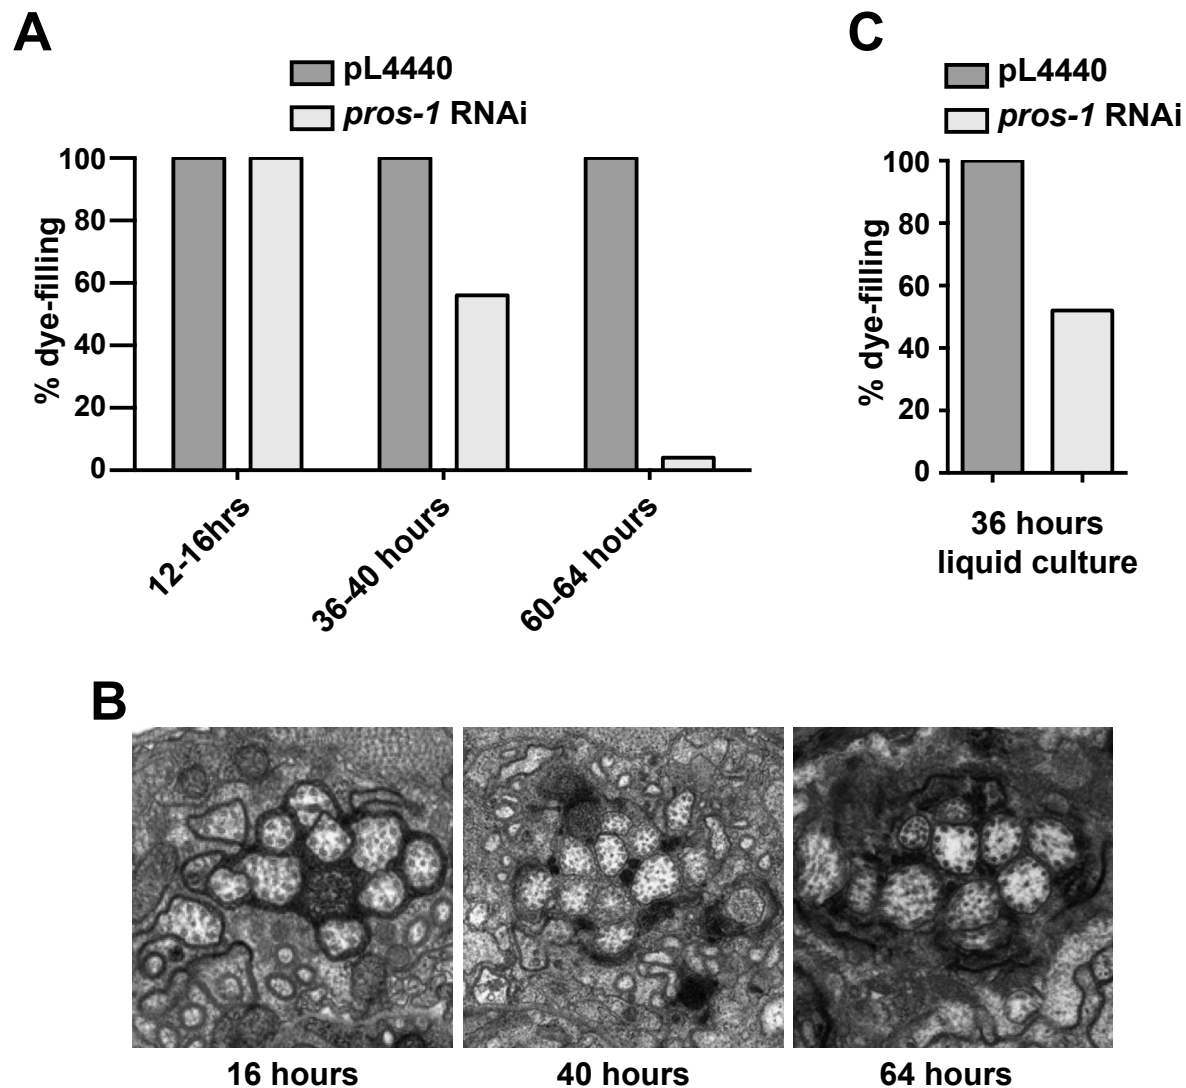 A
pL4440
pros-1 RNAi
% dye-filling
100
80
60
40
20
0
12-16hrs
36-40 hours
60-64 hours
C
pL4440
pros-1 RNAi
% dye-filling
100
80
60
40
20
0
36 hours
liquid culture
B
16 hours
40 hours
64 hours